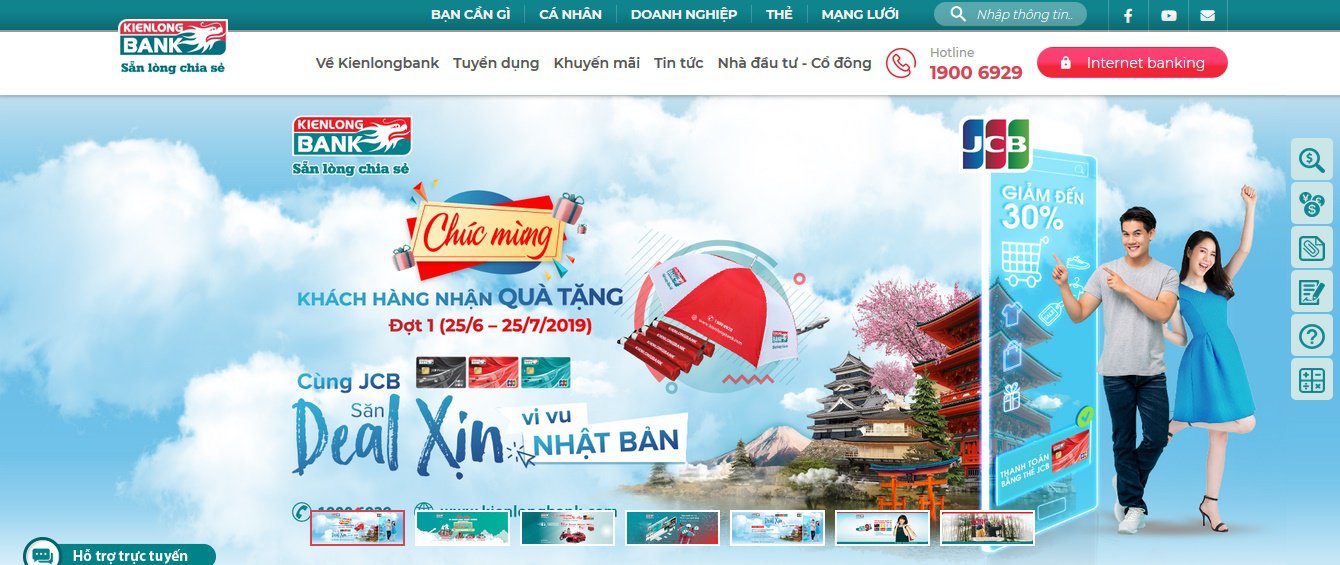 BẠN CẦN GÌ
CÁ NHÂN
DOANH NGHIỆP
THẺ
MẠNG LƯỚI
Nhập thông tin..
KIENLONG
BANK
Sẵn lòng chia sẻ
Về Kienlongbank
Tuyển dụng
Khuyến mãi
Tin tức
Nhà đầu tư - Cổ đông
Hotline
1900 6929
Internet banking
KIENLONG
BANK
Sẵn lòng chia sẻ
JCB
GIẢM ĐẾN
30%
Chúc mừng
KHÁCH HÀNG NHẬN QUÀ TẶNG
Đợt 1 (25/6 – 25/7/2019)
Cùng JCB
Săn
Deal Xịn
vi vu
NHẬT BẢN
KIENLONG
BANK
KIENLONGBANK
SALE
THANH TOÁN
BẰNG THẺ JCB
Hỗ trợ trực tuyến